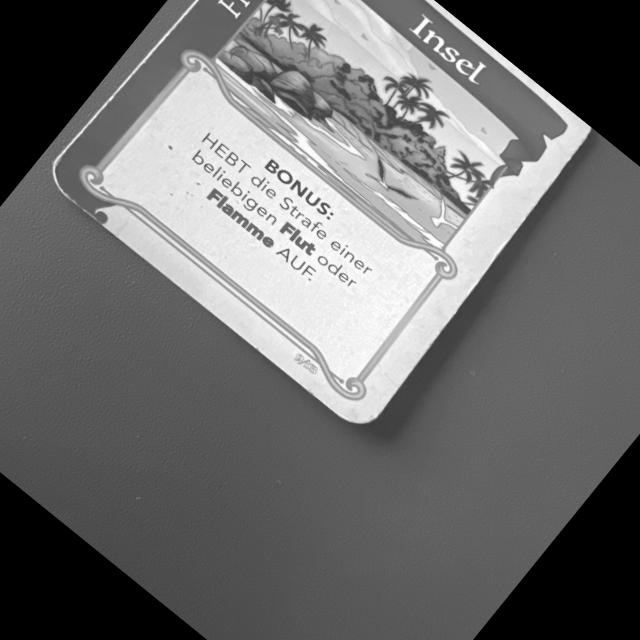 Insel
BONUS:
HEBT die Strafe einer
beliebigen Flut oder
Flamme AUF.